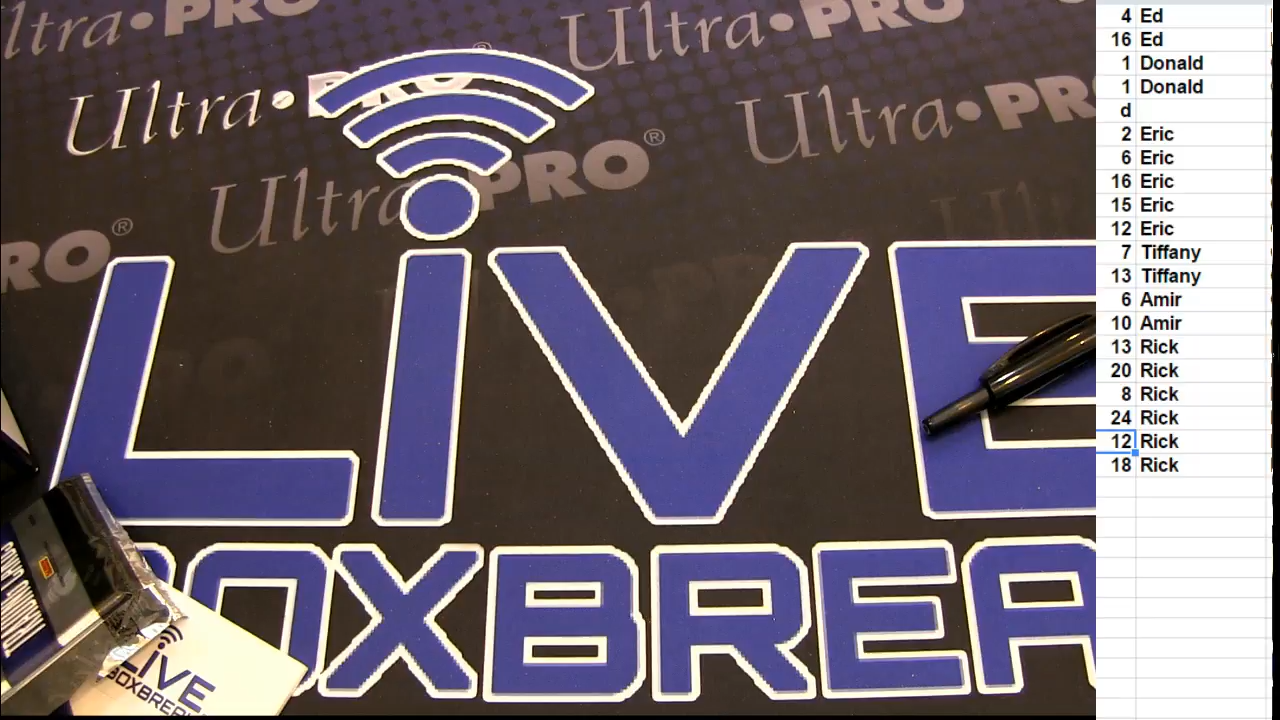 Ultra·PRO
Ultra·PRO
Ultra·PRO
Ultra·PRO
Ultra·PRO®
RO®
LiVE
BOXBREA
LiVE
BOXBREA
4 Ed
16 Ed
1 Donald
1 Donald
d
2 Eric
6 Eric
16 Eric
15 Eric
12 Eric
7 Tiffany
13 Tiffany
6 Amir
10 Amir
13 Rick
20 Rick
8 Rick
24 Rick
12 Rick
18 Rick